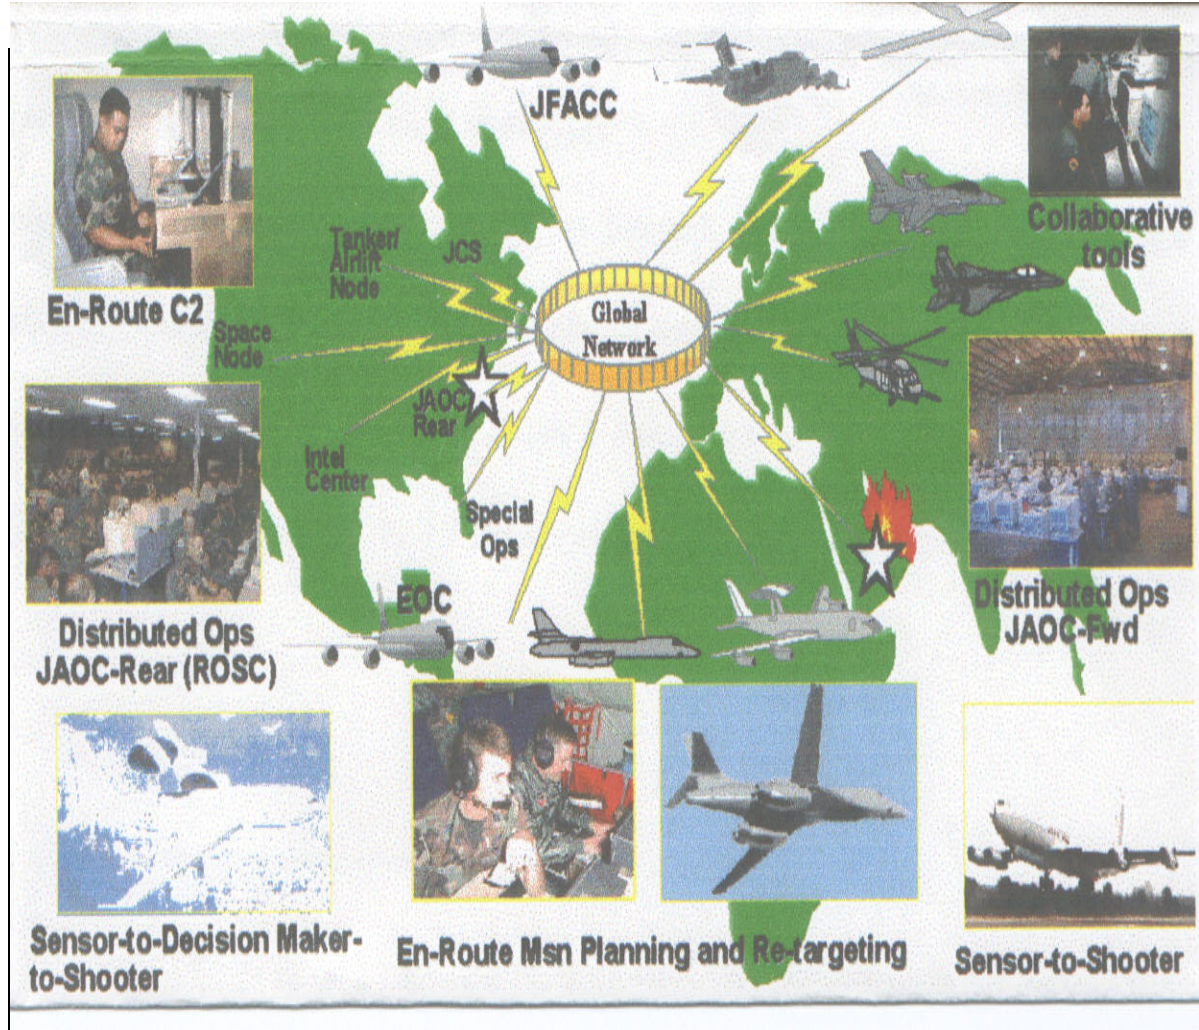 JFACC
Collaborative
tools
En-Route C2
Tanker/
Airlift
Node
JCS
Space
Node
Global
Network
JAOC
Rear
Intel
Center
Special
Ops
EOC
Distributed Ops
JAOC-Rear (ROSC)
Distributed Ops
JAOC-Fwd
Sensor-to-Decision Maker-
to-Shooter
En-Route Msn Planning and Re-targeting
Sensor-to-Shooter